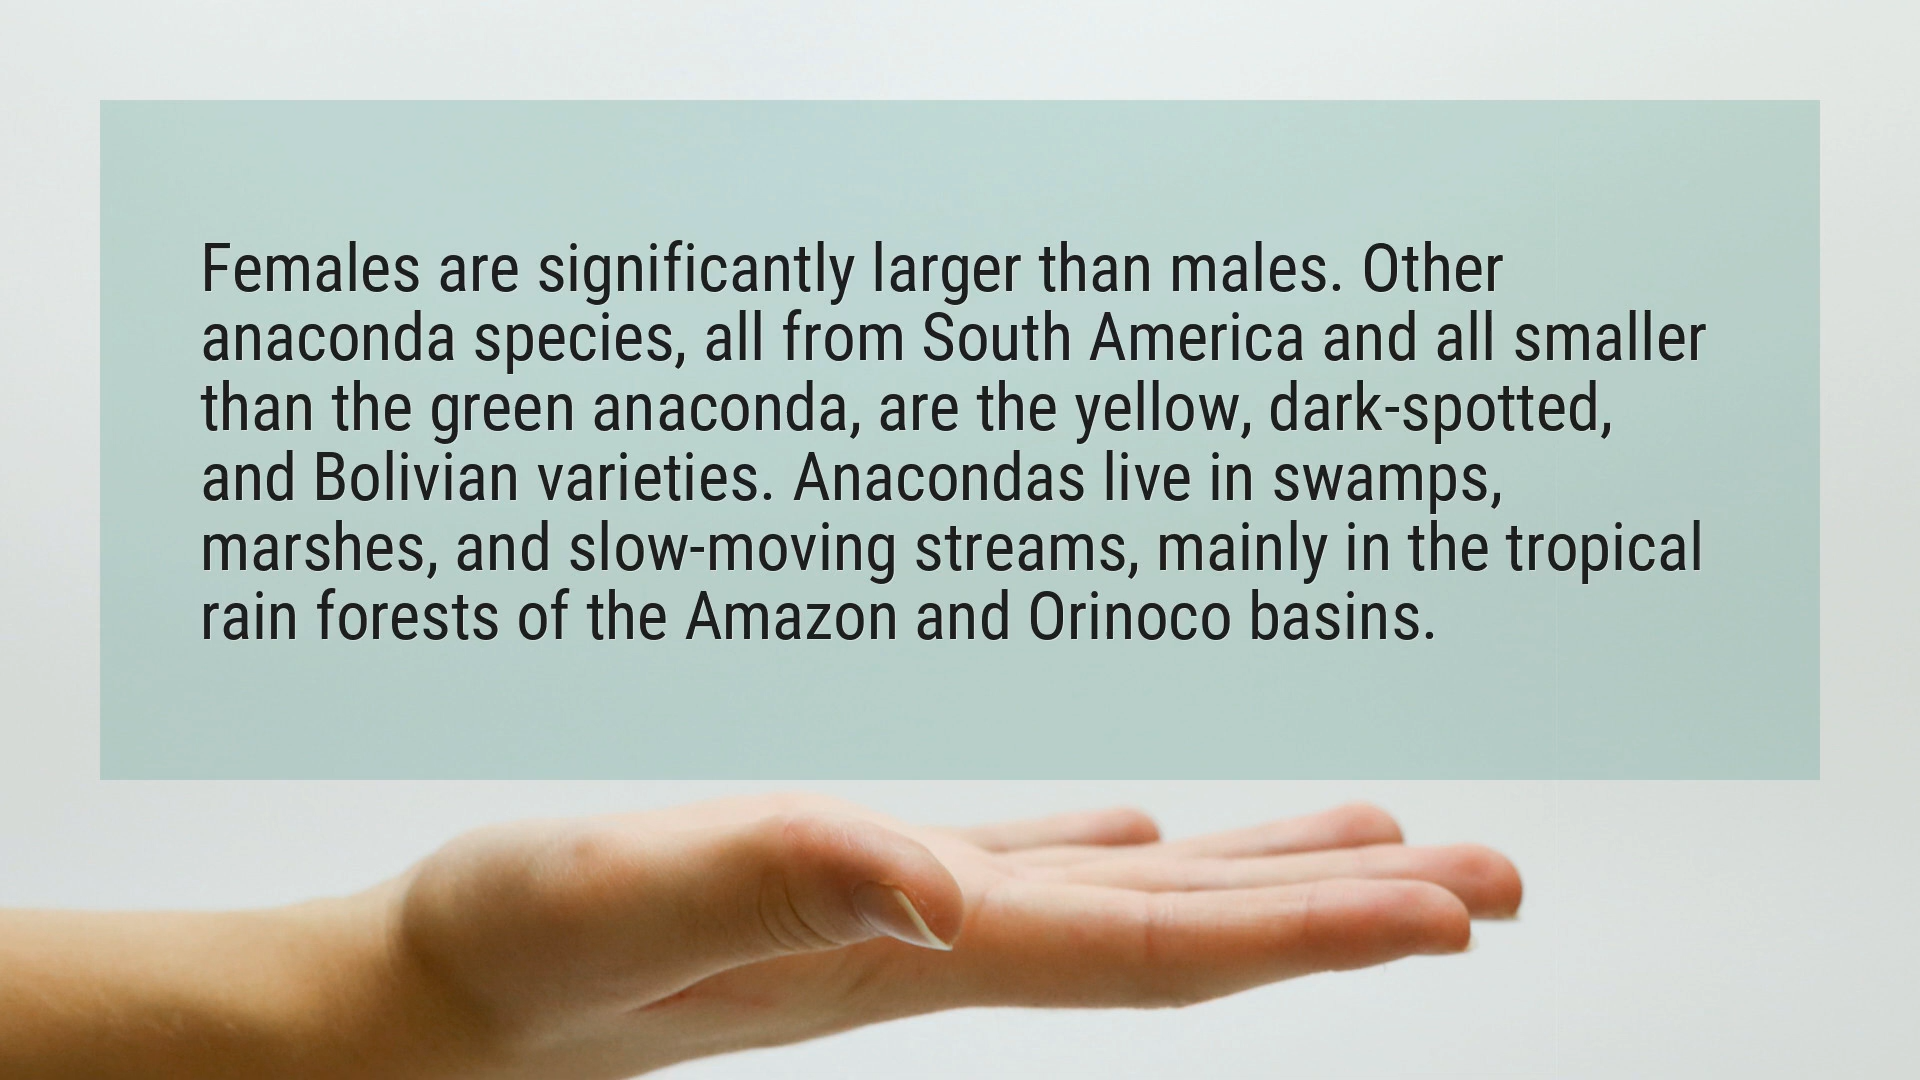 Females are significantly larger than males. Other
anaconda species, all from South America and all smaller
than the green anaconda, are the yellow, dark-spotted,
and Bolivian varieties. Anacondas live in swamps,
marshes, and slow-moving streams, mainly in the tropical
rain forests of the Amazon and Orinoco basins.